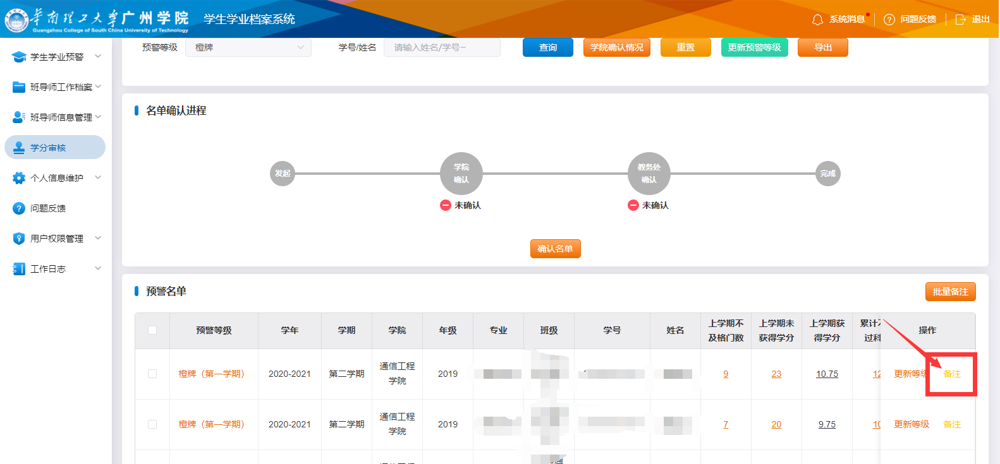 华南理工大学广州学院
Guangzhou College of South China University of Technology
学生学业档案系统
系统消息
问题反馈
退出
学生学业预警
班导师工作档案
班导师信息管理
学分审核
个人信息维护
问题反馈
用户权限管理
工作日志
预警等级 橙牌 学号/姓名 请输入姓名/学号~ 查询 学院确认情况 重置 更新预警等级 导出
名单确认进程
发起
学院
确认
未确认
教务处
确认
未确认
完成
确认名单
预警名单
批量备注
预警等级 学年 学期 学院 年级 专业 班级 学号 姓名 上学期不及格门数 上学期未获得学分 上学期获得学分 累计不过科 操作
橙牌（第一学期） 2020-2021 第二学期 通信工程学院 2019 9 23 10.75 12 更新等级 备注
橙牌（第一学期） 2020-2021 第二学期 通信工程学院 2019 7 20 9.75 10 更新等级 备注